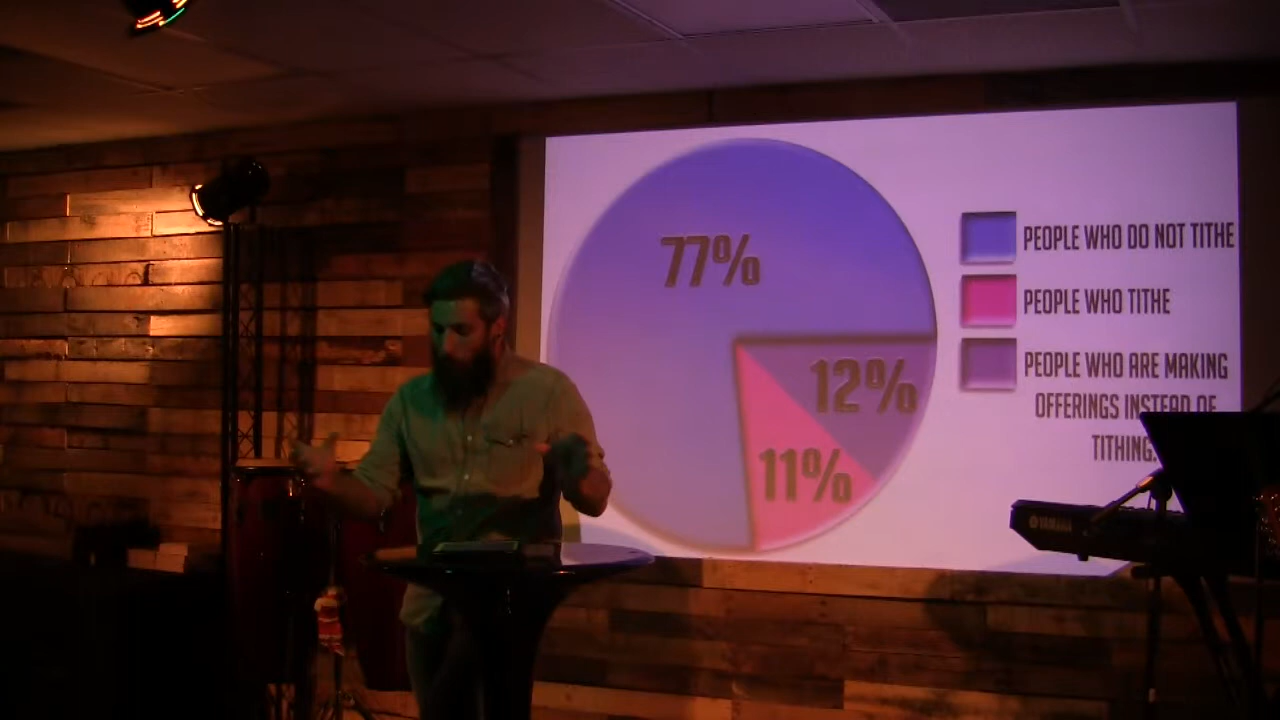 77%
12%
11%
PEOPLE WHO DO NOT TITHE
PEOPLE WHO TITHE
PEOPLE WHO ARE MAKING
OFFERINGS INSTEAD OF
TITHING.
YAMAHA